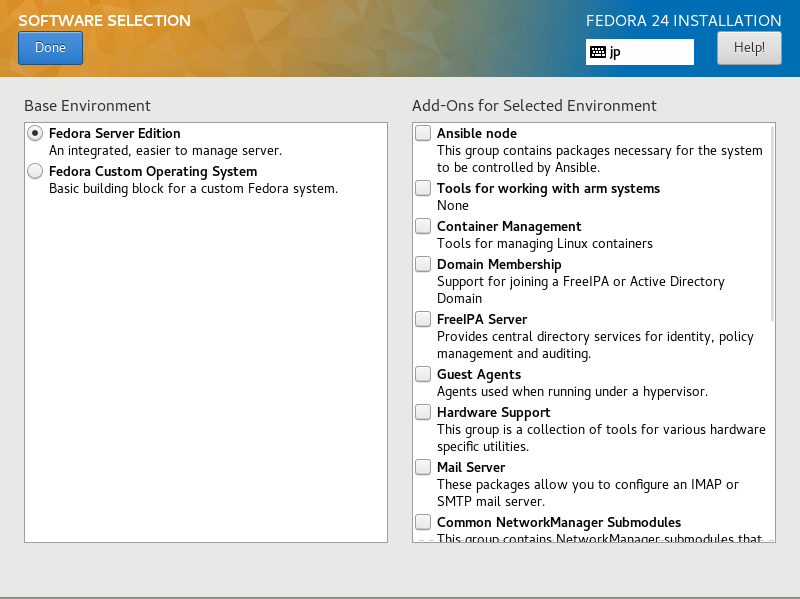 SOFTWARE SELECTION
FEDORA 24 INSTALLATION
Done
jp
Help!
Base Environment
Fedora Server Edition
An integrated, easier to manage server.
Fedora Custom Operating System
Basic building block for a custom Fedora system.
Add-Ons for Selected Environment
Ansible node
This group contains packages necessary for the system
to be controlled by Ansible.
Tools for working with arm systems
None
Container Management
Tools for managing Linux containers
Domain Membership
Support for joining a FreeIPA or Active Directory
Domain
FreeIPA Server
Provides central directory services for identity, policy
management and auditing.
Guest Agents
Agents used when running under a hypervisor.
Hardware Support
This group is a collection of tools for various hardware
specific utilities.
Mail Server
These packages allow you to configure an IMAP or
SMTP mail server.
Common NetworkManager Submodules
This group contains NetworkManager submodules that